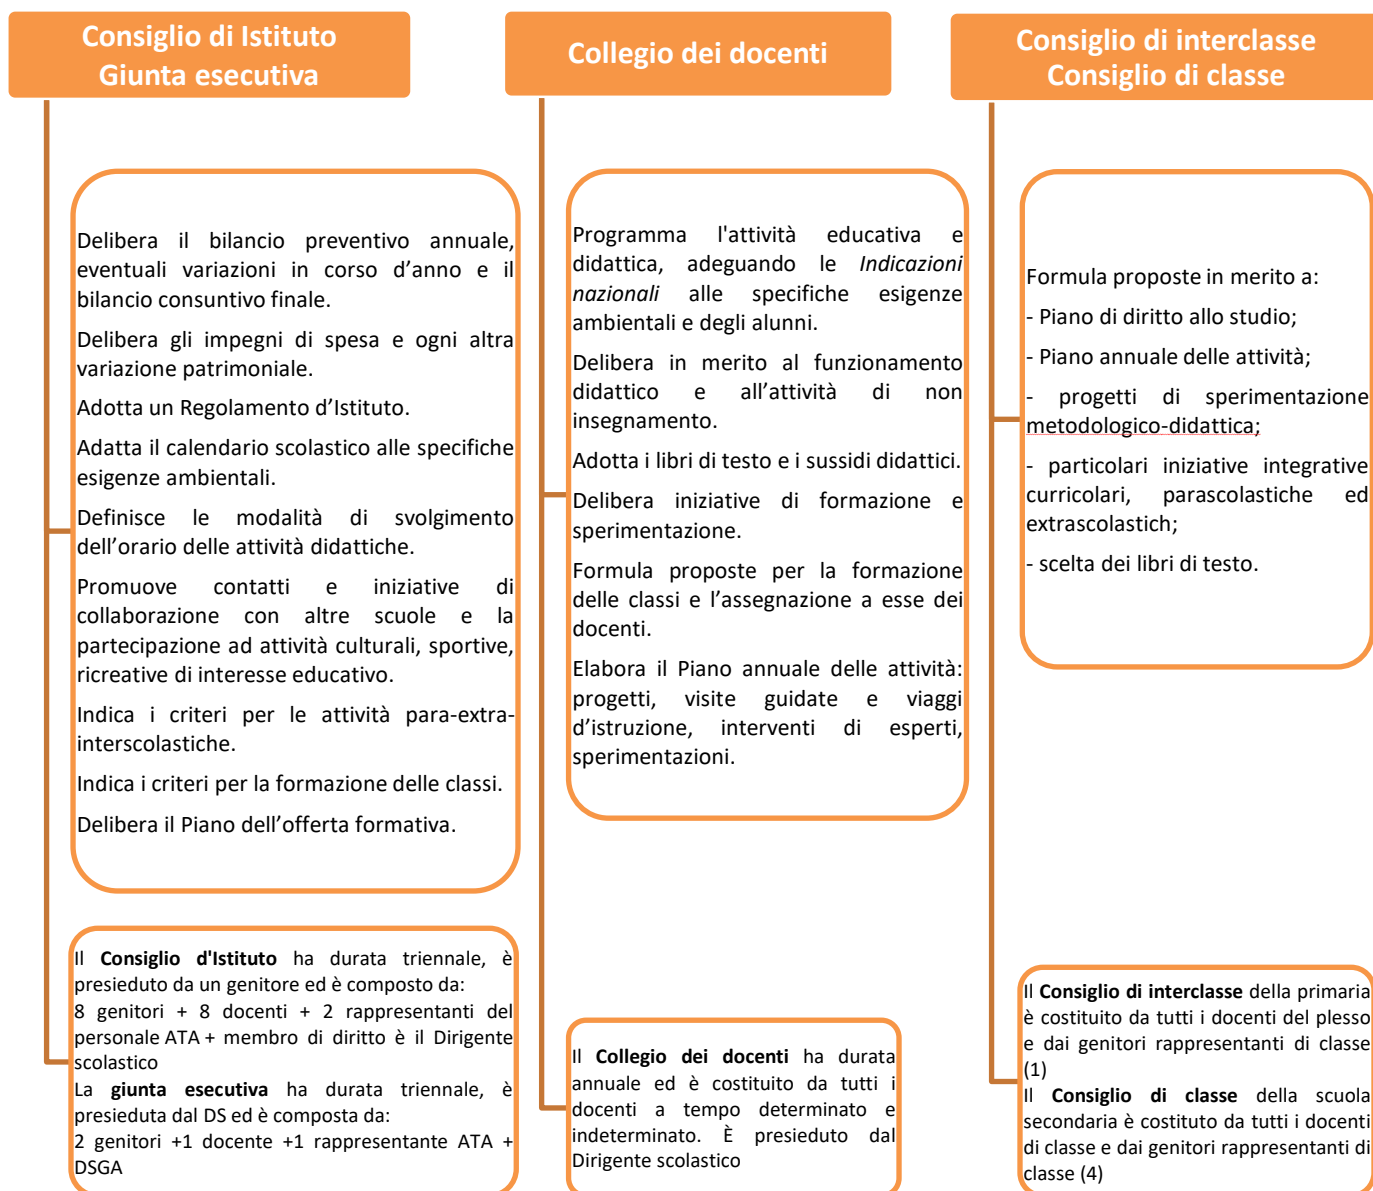 Consiglio di Istituto
Giunta esecutiva
Delibera il bilancio preventivo annuale,
eventuali variazioni in corso d’anno e il
bilancio consuntivo finale.
Delibera gli impegni di spesa e ogni altra
variazione patrimoniale.
Adotta un Regolamento d’Istituto.
Adatta il calendario scolastico alle specifiche
esigenze ambientali.
Definisce le modalità di svolgimento
dell’orario delle attività didattiche.
Promuove contatti e iniziative di
collaborazione con altre scuole e la
partecipazione ad attività culturali, sportive,
ricreative di interesse educativo.
Indica i criteri per le attività para-extra-
interscolastiche.
Indica i criteri per la formazione delle classi.
Delibera il Piano dell’offerta formativa.
Il Consiglio d'Istituto ha durata triennale, è
presieduto da un genitore ed è composto da:
8 genitori + 8 docenti + 2 rappresentanti del
personale ATA + membro di diritto è il Dirigente
scolastico
La giunta esecutiva ha durata triennale, è
presieduta dal DS ed è composta da:
2 genitori +1 docente +1 rappresentante ATA +
DSGA
Collegio dei docenti
Programma l'attività educativa e
didattica, adeguando le Indicazioni
nazionali alle specifiche esigenze
ambientali e degli alunni.
Delibera in merito al funzionamento
didattico e all’attività di non
insegnamento.
Adotta i libri di testo e i sussidi didattici.
Delibera iniziative di formazione e
sperimentazione.
Formula proposte per la formazione
delle classi e l’assegnazione a esse dei
docenti.
Elabora il Piano annuale delle attività:
progetti, visite guidate e viaggi
d’istruzione, interventi di esperti,
sperimentazioni.
Il Collegio dei docenti ha durata
annuale ed è costituito da tutti i
docenti a tempo determinato e
indeterminato. È presieduto dal
Dirigente scolastico
Consiglio di interclasse
Consiglio di classe
Formula proposte in merito a:
- Piano di diritto allo studio;
- Piano annuale delle attività;
- progetti di sperimentazione
metodologico-didattica;
- particolari iniziative integrative
curricolari, parascolastiche ed
extrascolastich;
- scelta dei libri di testo.
Il Consiglio di interclasse della primaria
è costituito da tutti i docenti del plesso
e dai genitori rappresentanti di classe
(1)
Il Consiglio di classe della scuola
secondaria è costituto da tutti i docenti
di classe e dai genitori rappresentanti di
classe (4)